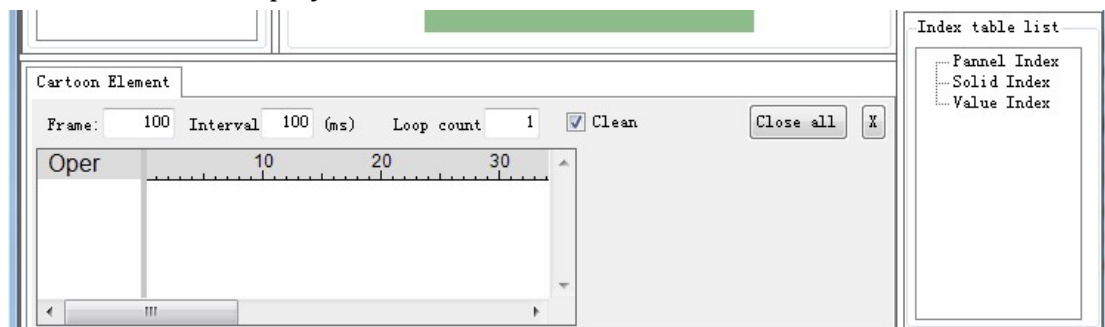 Index table list
Pannel Index
Solid Index
Value Index
Cartoon Element
Frame: 100 Interval 100 (ms) Loop count 1 Clean Close all X
Oper 10 20 30